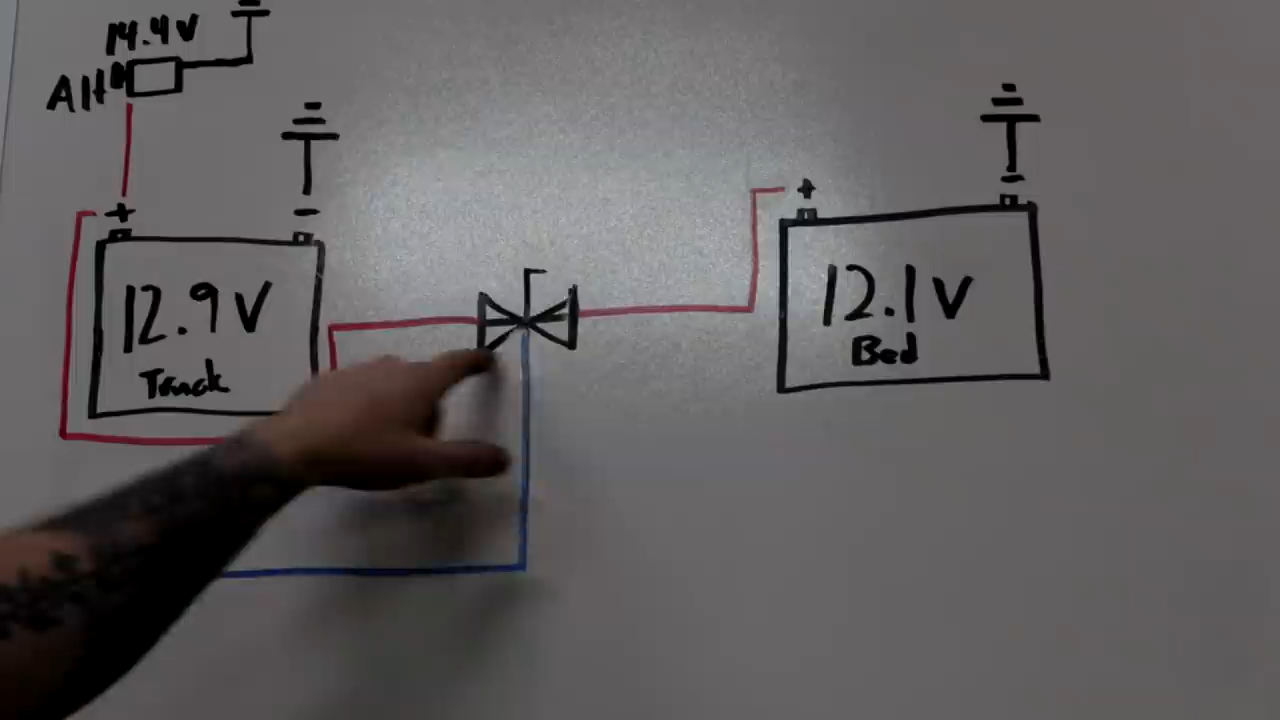 14.4V
Alt
+
-
12.9V
Truck
+
-
12.1V
Bed